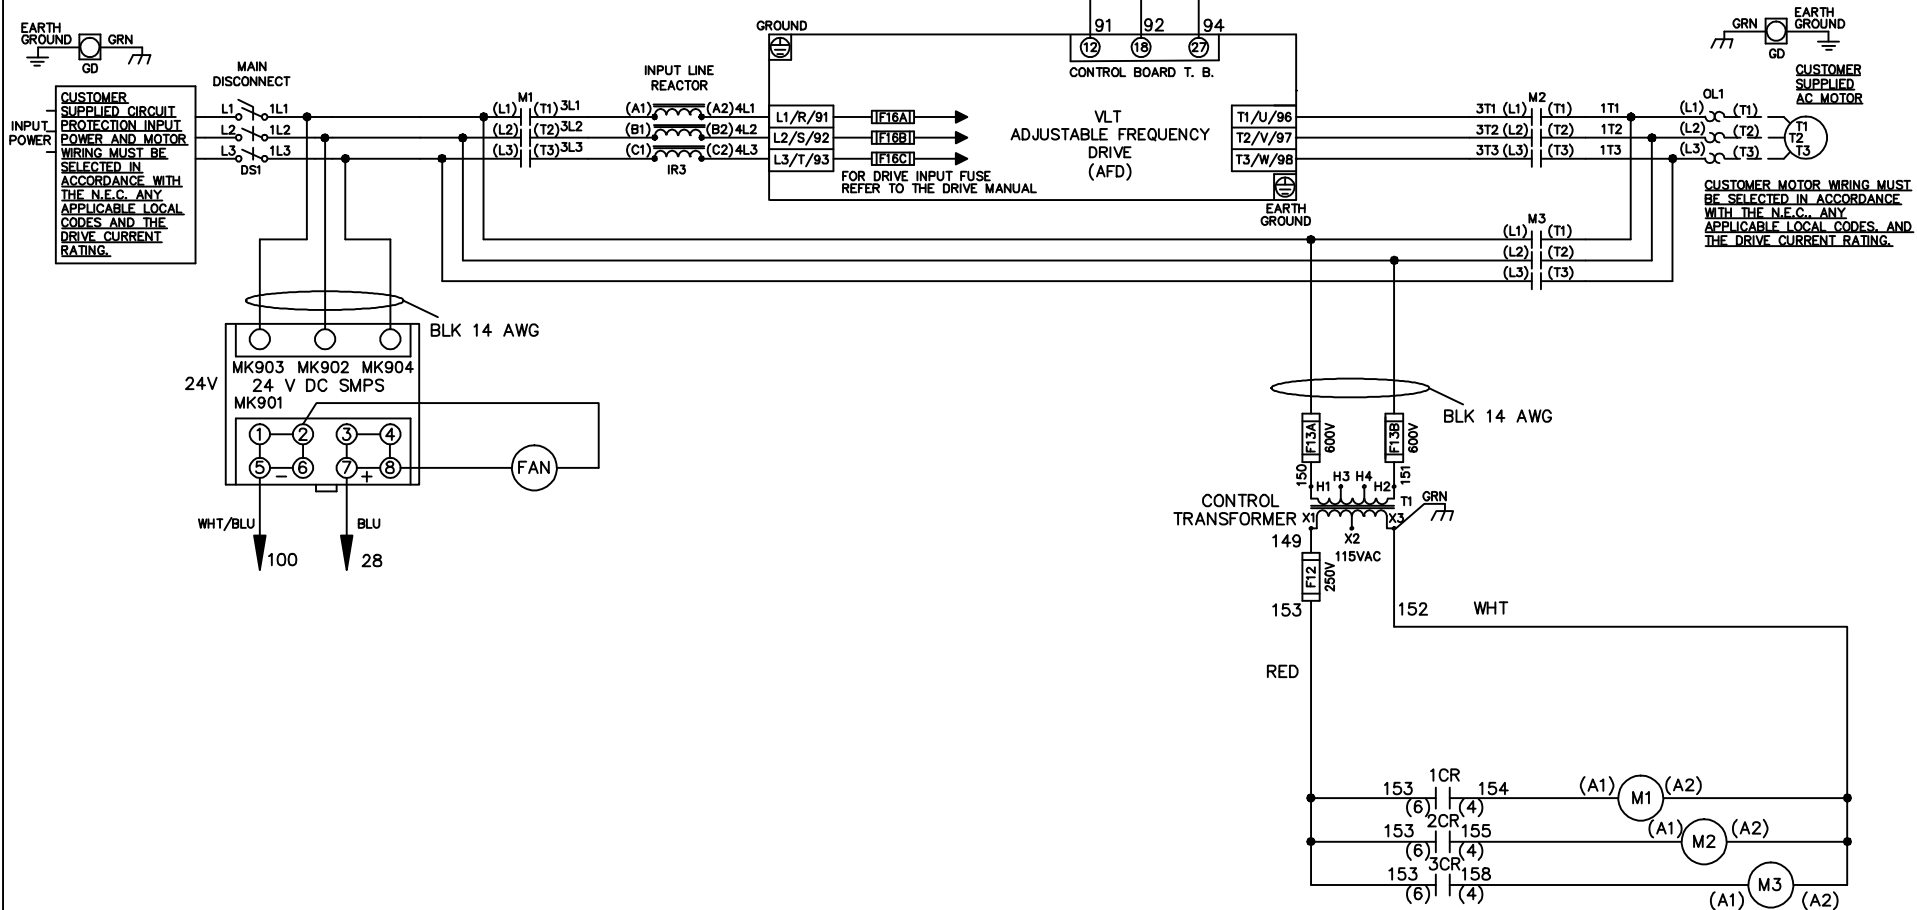 EARTH
GROUND
GRN
GD
INPUT
POWER
CUSTOMER
SUPPLIED CIRCUIT
PROTECTION INPUT
POWER AND MOTOR
WIRING MUST BE
SELECTED IN
ACCORDANCE WITH
THE N.E.C. ANY
APPLICABLE LOCAL
CODES AND THE
DRIVE CURRENT
RATING.
MAIN
DISCONNECT
L1 1L1
L2 1L2
L3 1L3
DS1
M1
(L1) (T1) 3L1
(L2) (T2) 3L2
(L3) (T3) 3L3
INPUT LINE
REACTOR
(A1) (A2) 4L1
(B1) (B2) 4L2
(C1) (C2) 4L3
IR3
GROUND
91 92 94
12 18 27
CONTROL BOARD T. B.
L1/R/91 F16A
L2/S/92 F16B
L3/T/93 F16C
FOR DRIVE INPUT FUSE
REFER TO THE DRIVE MANUAL
VLT
ADJUSTABLE FREQUENCY
DRIVE
(AFD)
T1/U/96
T2/V/97
T3/W/98
EARTH
GROUND
M2
3T1 (L1) (T1) 1T1
3T2 (L2) (T2) 1T2
3T3 (L3) (T3) 1T3
OL1
(L1) (T1)
(L2) (T2)
(L3) (T3)
T1
T2
T3
GRN
GD
EARTH
GROUND
CUSTOMER
SUPPLIED
AC MOTOR
CUSTOMER MOTOR WIRING MUST
BE SELECTED IN ACCORDANCE
WITH THE N.E.C., ANY
APPLICABLE LOCAL CODES, AND
THE DRIVE CURRENT RATING.
M3
(L1) (T1)
(L2) (T2)
(L3) (T3)
BLK 14 AWG
MK903 MK902 MK904
24V
24 V DC SMPS
MK901
1 2 3 4
5 - 6 7 + 8
FAN
WHT/BLU
BLU
100
28
BLK 14 AWG
F13A
600V
F13B
600V
150
151
H1 H3 H4 H2
T1
GRN
CONTROL
TRANSFORMER
X1
X2
X3
115VAC
149
F12
250V
153
152
WHT
RED
1CR
153 154
(6) (4)
(A1) M1 (A2)
2CR
153 155
(6) (4)
(A1) M2 (A2)
3CR
153 158
(6) (4)
(A1) M3 (A2)